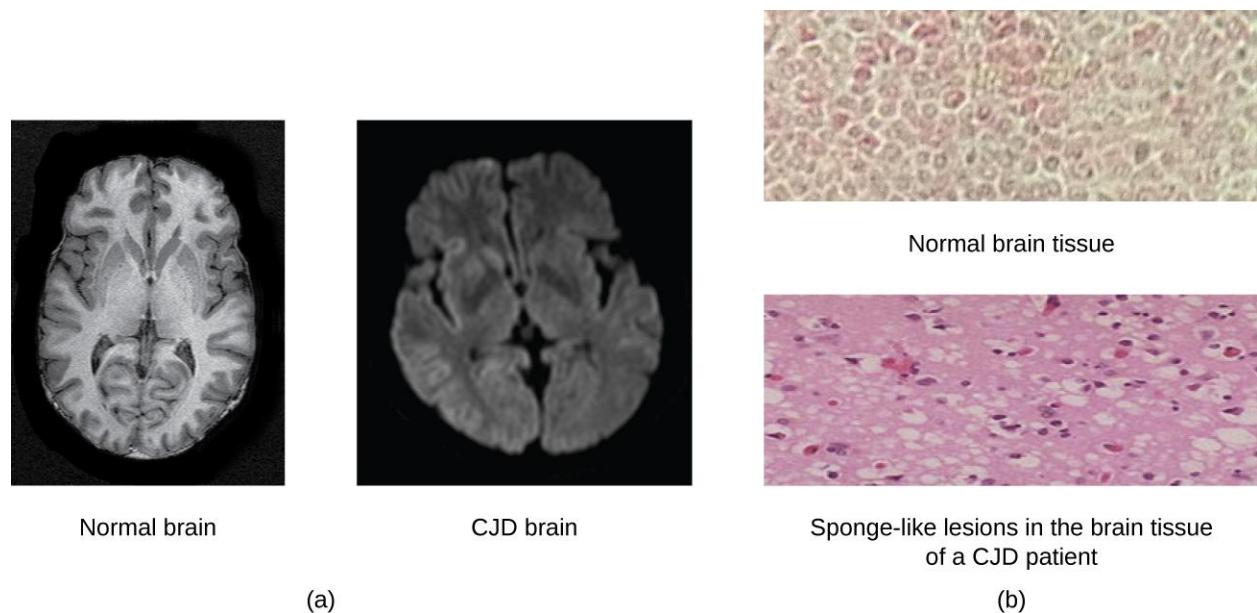 Normal brain
CJD brain
(a)
Normal brain tissue
Sponge-like lesions in the brain tissue
of a CJD patient
(b)